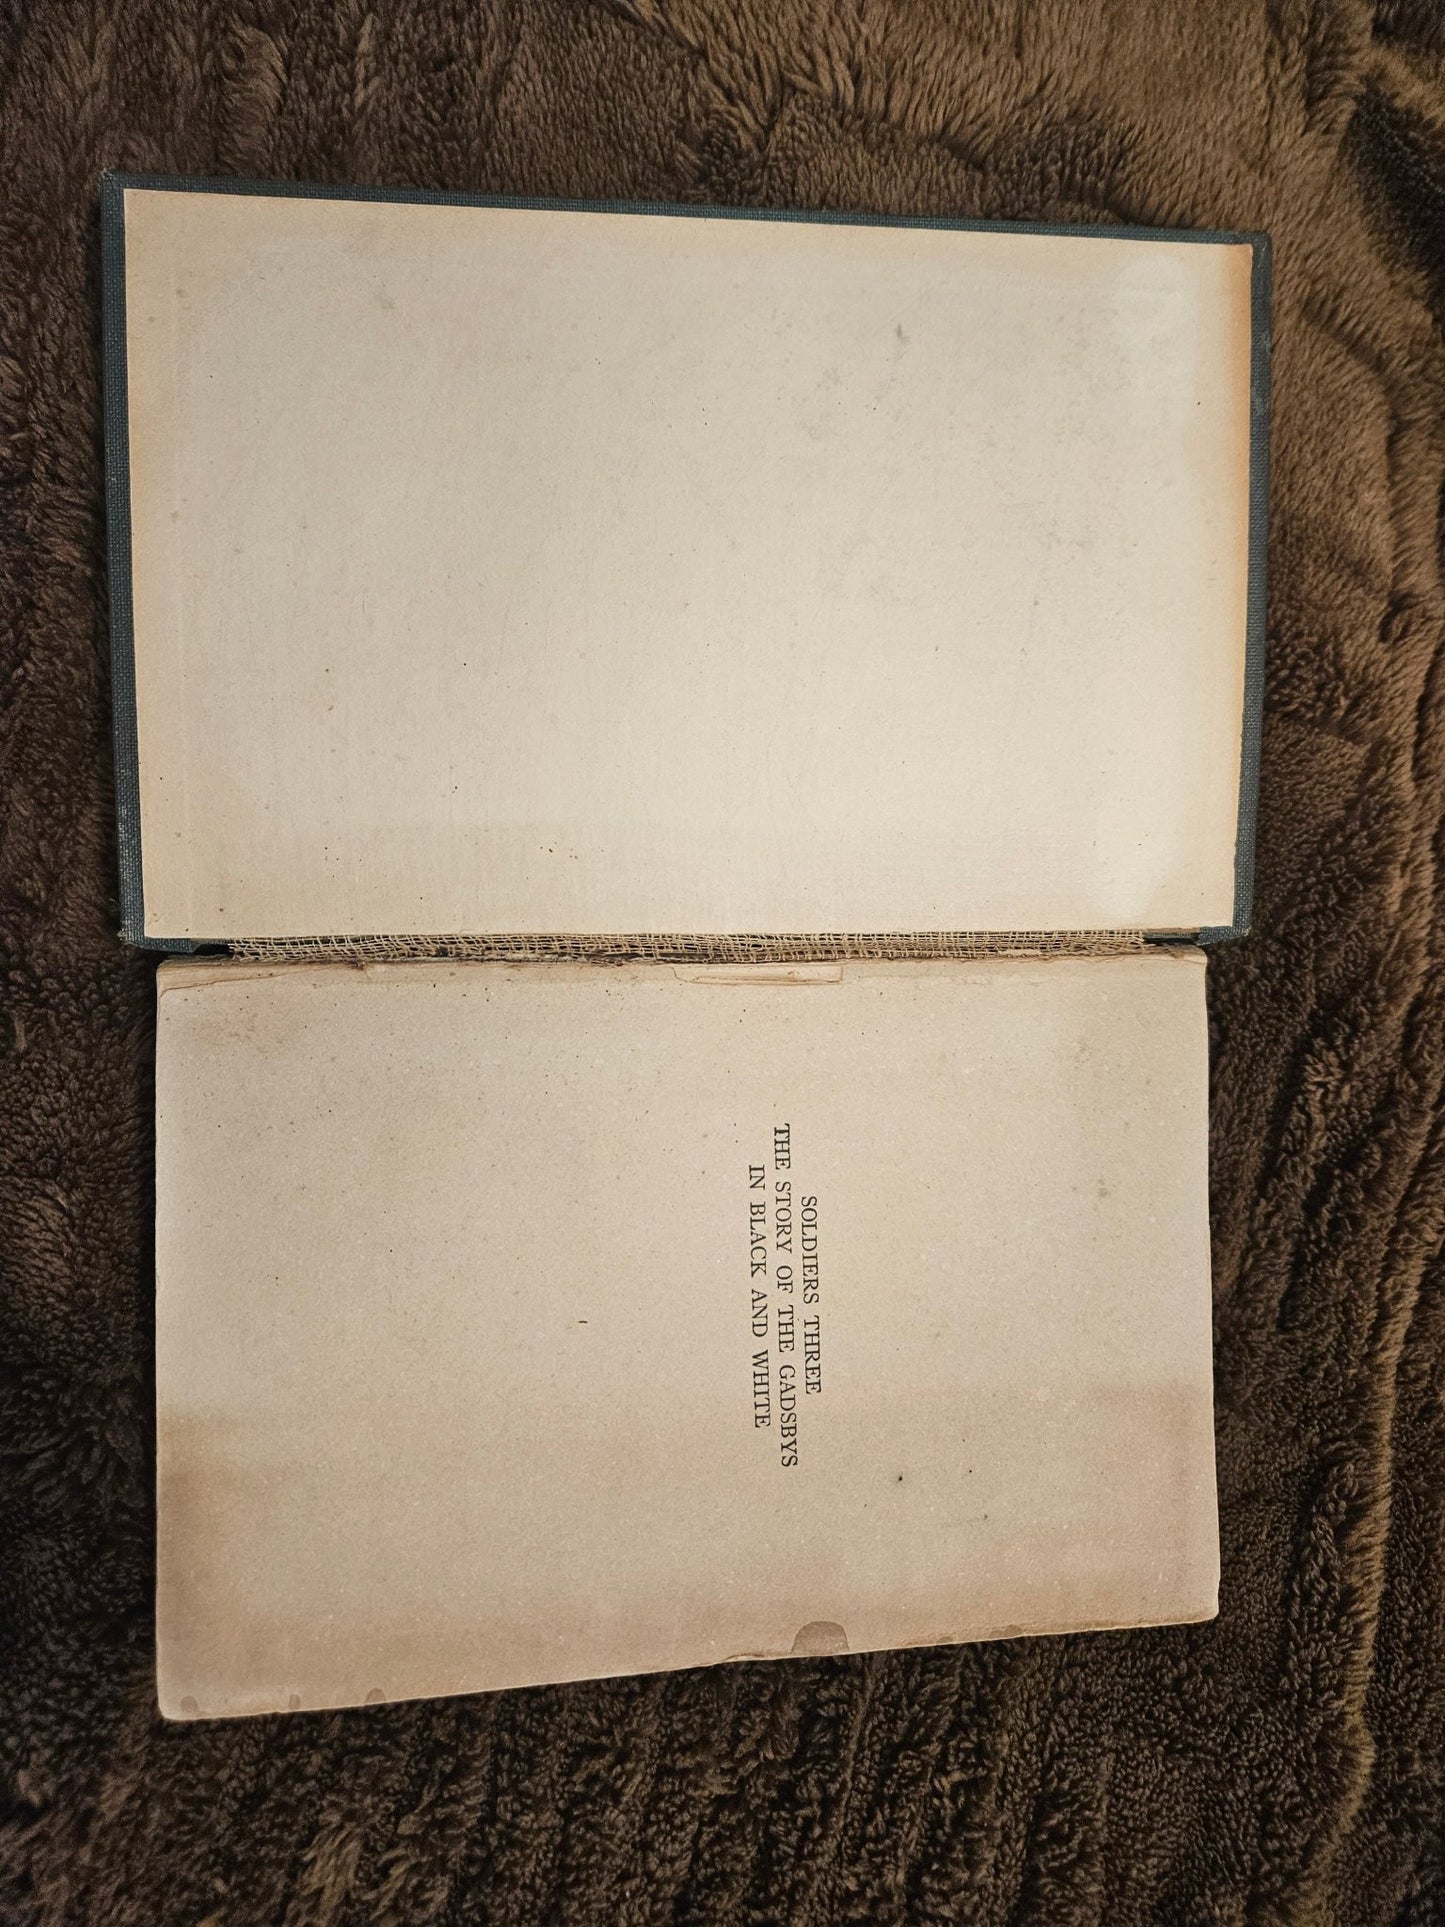 SOLDIERS THREE
THE STORY OF THE GADSBYS
IN BLACK AND WHITE